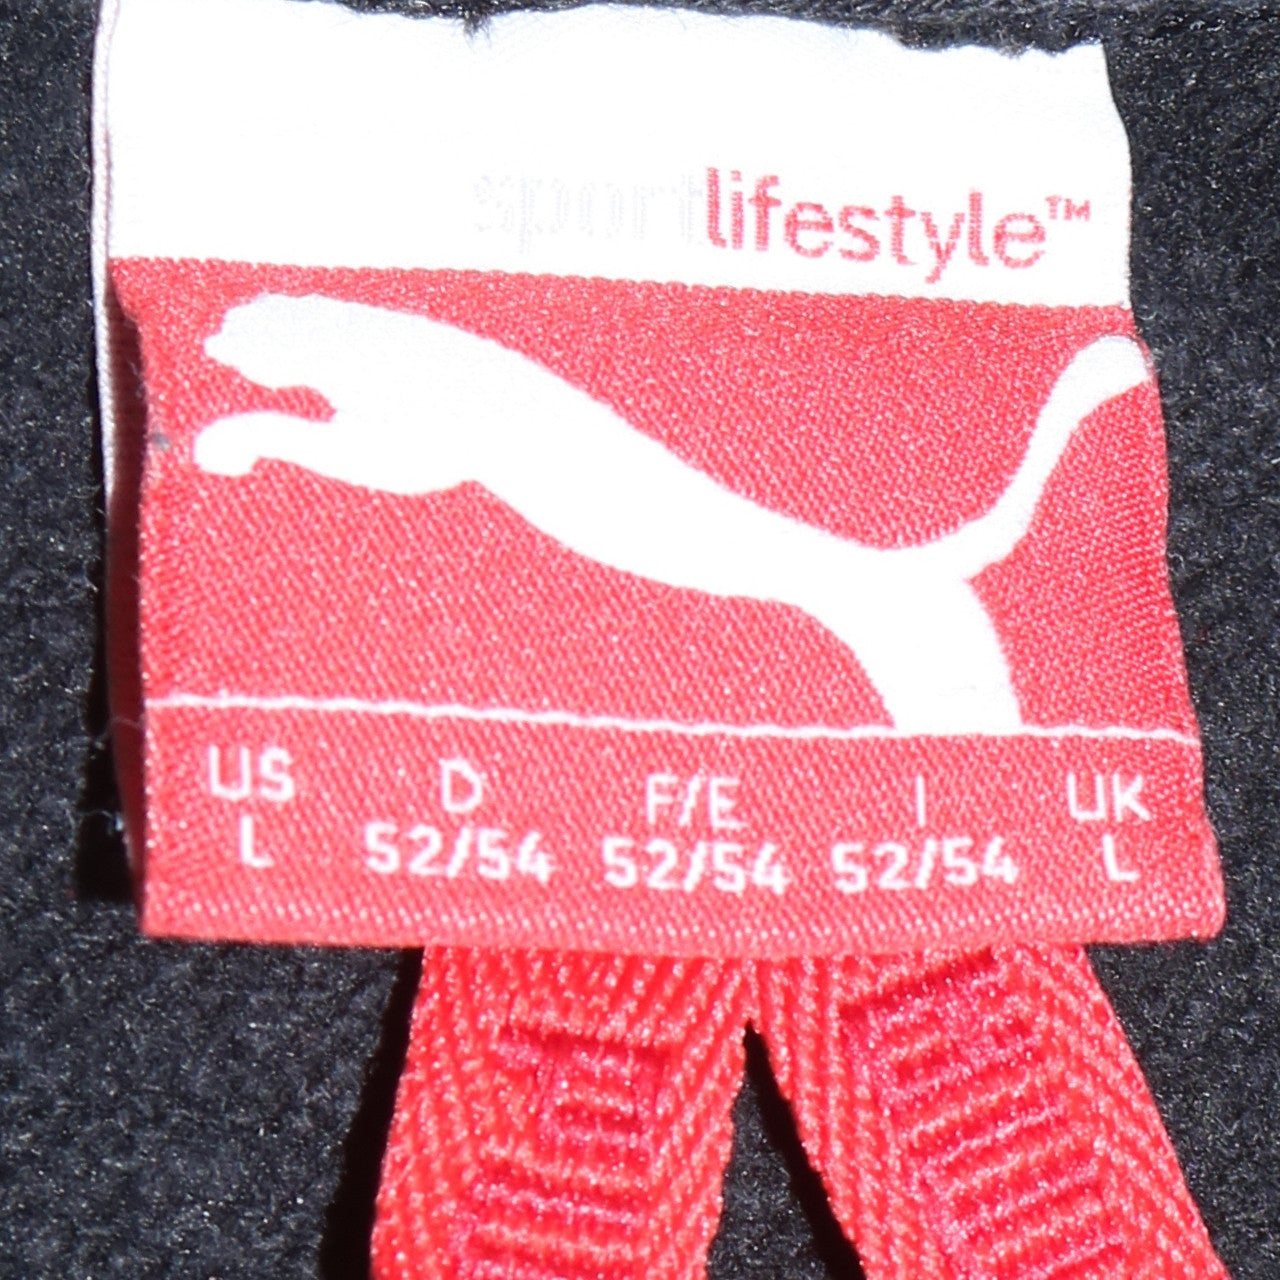 sportlifestyle™
US D F/E I UK
L 52/54 52/54 52/54 L